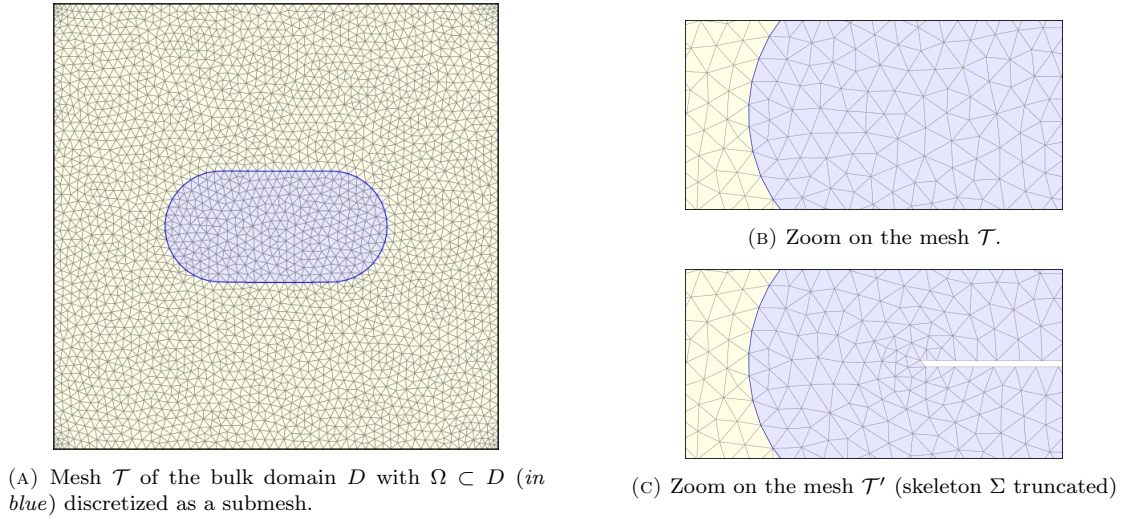 (A) Mesh 𝒯 of the bulk domain D with Ω ⊂ D (in
blue) discretized as a submesh.
(B) Zoom on the mesh 𝒯.
(C) Zoom on the mesh 𝒯′ (skeleton Σ truncated)